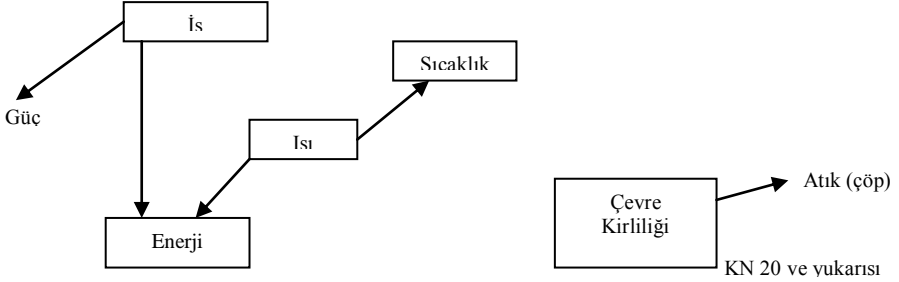 İş
Sıcaklık
Güç
Isı
Atık (çöp)
Çevre
Kirliliği
Enerji
KN 20 ve yukarısı